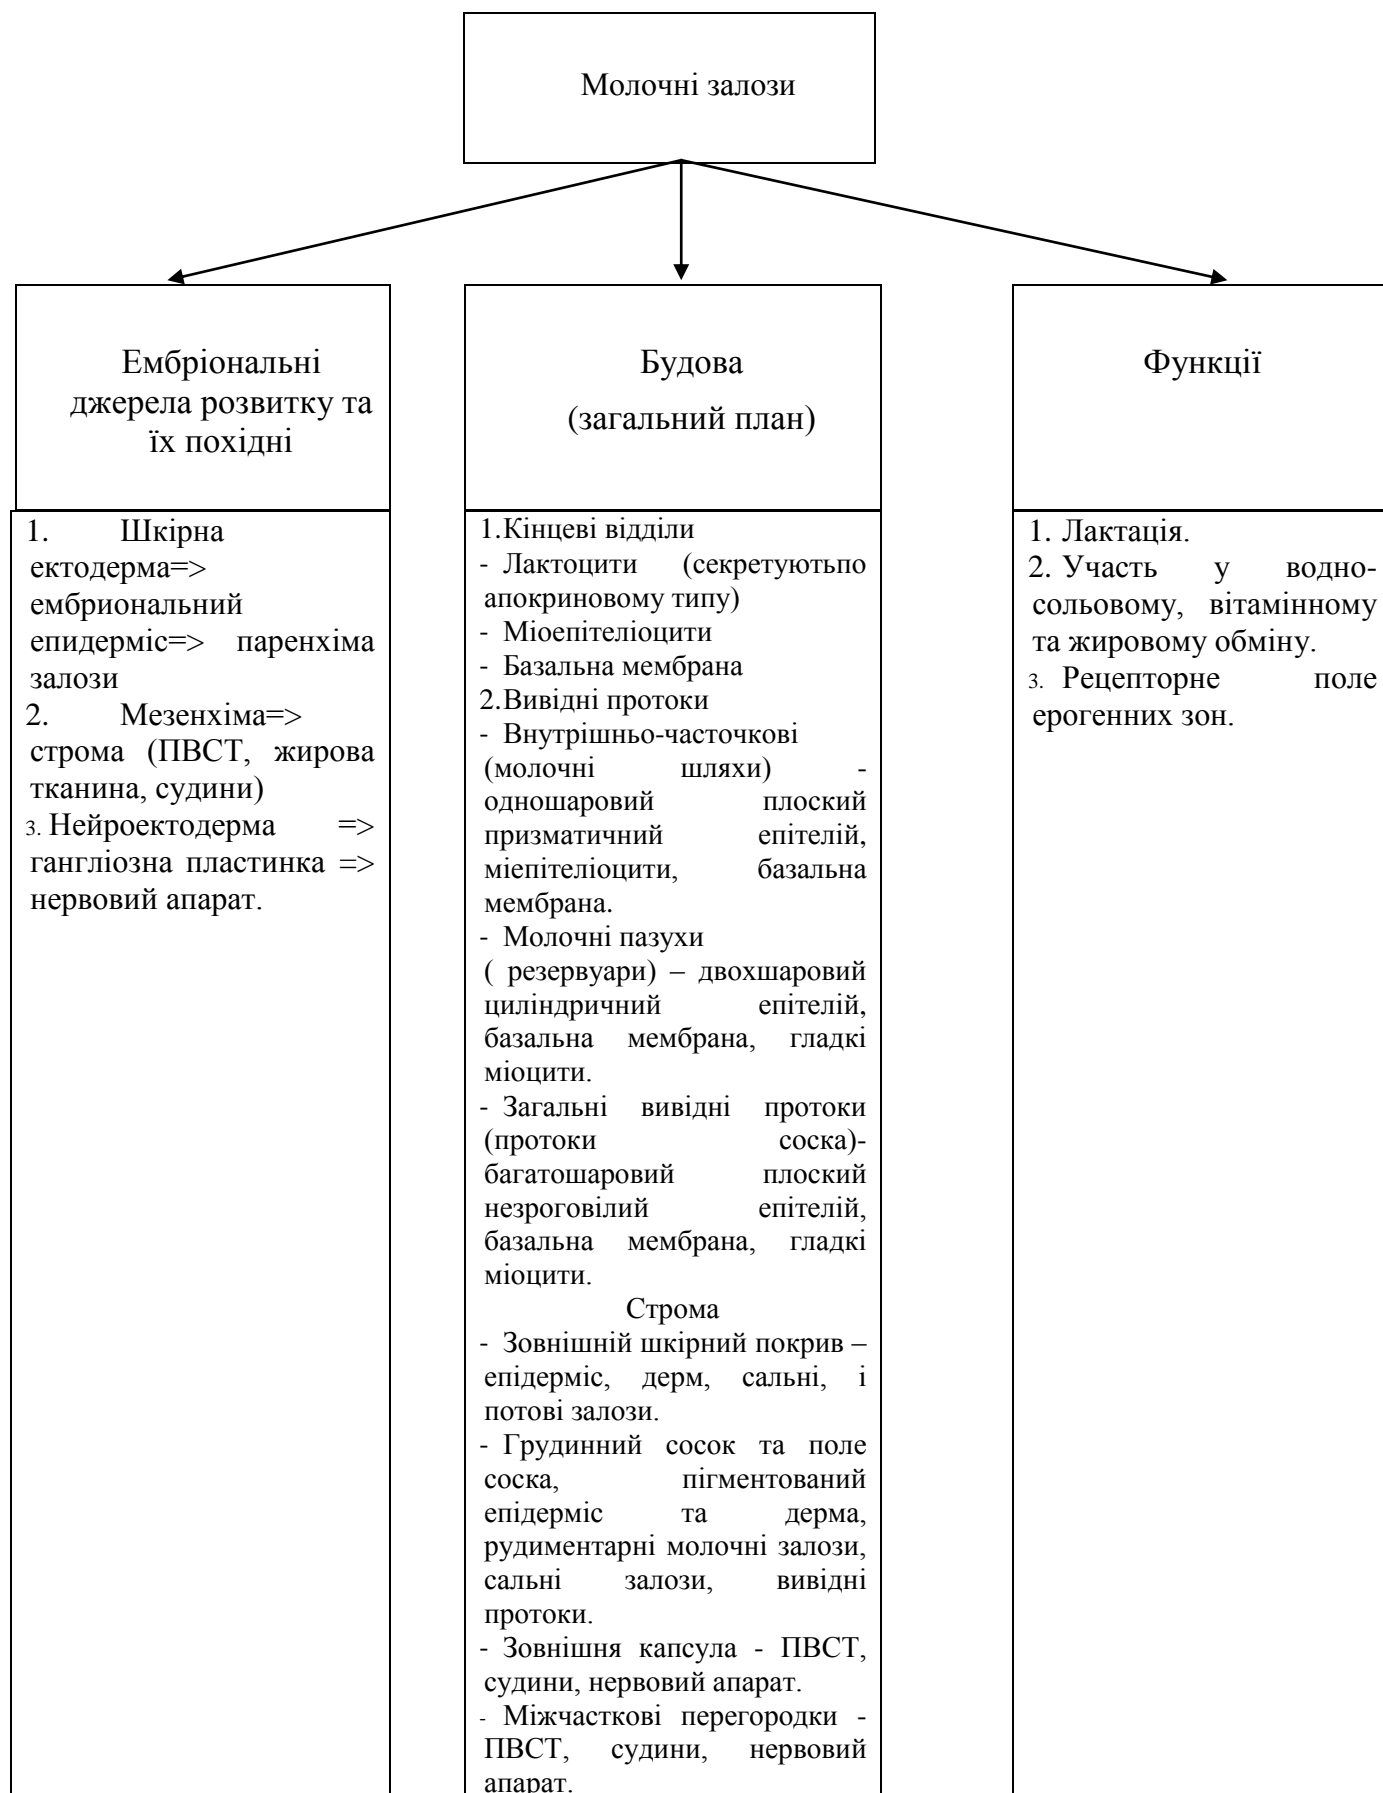 Молочні залози
Ембріональні
джерела розвитку та
їх похідні
1. Шкірна
ектодерма=>
ембриональний
епидерміс=> паренхіма
залози
2. Мезенхіма=>
строма (ПВСТ, жирова
тканина, судини)
3. Нейроектодерма =>
гангліозна пластинка =>
нервовий апарат.
Будова
(загальний план)
1.Кінцеві відділи
- Лактоцити (секретуютьпо
апокриновому типу)
- Міоепітеліоцити
- Базальна мембрана
2.Вивідні протоки
- Внутрішньо-часточкові
(молочні шляхи) -
одношаровий плоский
призматичний епітелій,
міепітеліоцити, базальна
мембрана.
- Молочні пазухи
( резервуари) – двохшаровий
циліндричний епітелій,
базальна мембрана, гладкі
міоцити.
- Загальні вивідні протоки
(протоки соска)-
багатошаровий плоский
незроговілий епітелій,
базальна мембрана, гладкі
міоцити.
Строма
- Зовнішній шкірний покрив –
епідерміс, дерм, сальні, і
потові залози.
- Грудинний сосок та поле
соска, пігментований
епідерміс та дерма,
рудиментарні молочні залози,
сальні залози, вивідні
протоки.
- Зовнішня капсула - ПВСТ,
судини, нервовий апарат.
- Міжчасткові перегородки -
ПВСТ, судини, нервовий
апарат.
Функції
1. Лактація.
2. Участь у водно-
сольовому, вітамінному
та жировому обміну.
3. Рецепторне поле
ерогенних зон.